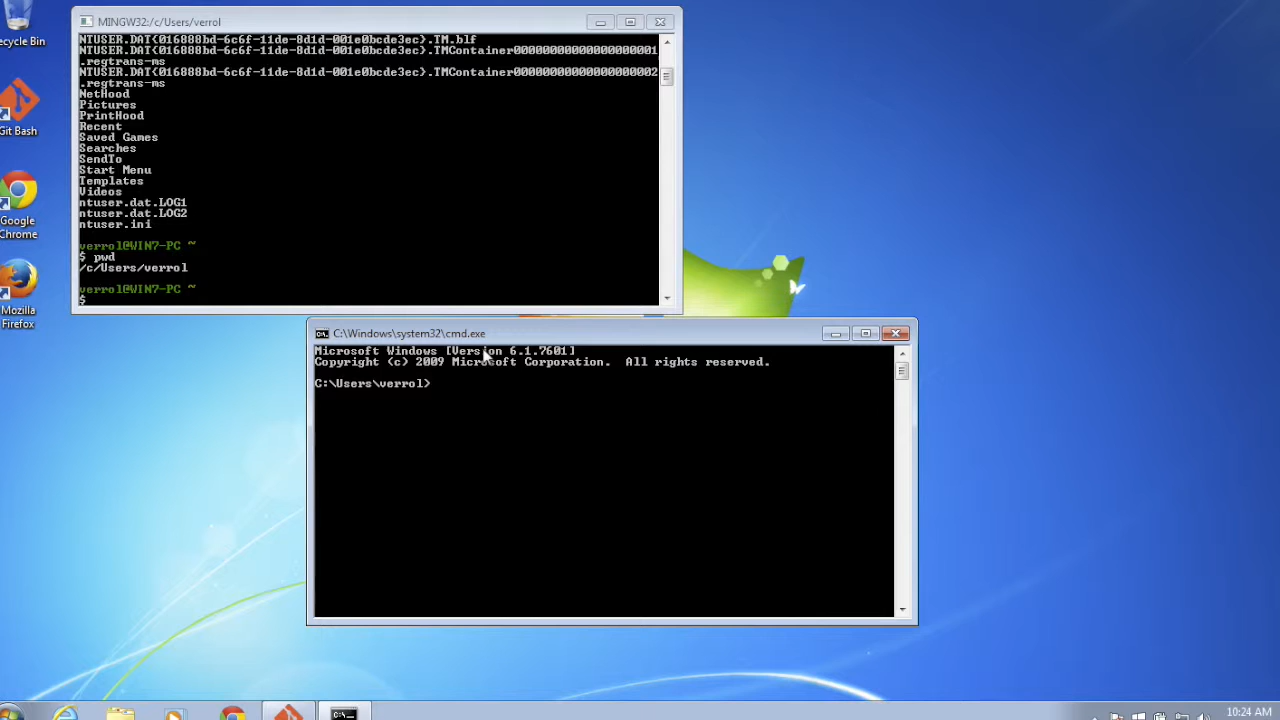 ecycle Bin
Git Bash
Google
Chrome
Mozilla
Firefox
MINGW32:/c/Users/verrol
NTUSER.DAT{016888bd-6c6f-11de-8d1d-001e0bcde3ec}.TM.blf
NTUSER.DAT{016888bd-6c6f-11de-8d1d-001e0bcde3ec}.TMContainer00000000000000000001
.regtrans-ms
NTUSER.DAT{016888bd-6c6f-11de-8d1d-001e0bcde3ec}.TMContainer00000000000000000002
.regtrans-ms
NetHood
Pictures
PrintHood
Recent
Saved Games
Searches
SendTo
Start Menu
Templates
Videos
ntuser.dat.LOG1
ntuser.dat.LOG2
ntuser.ini
verrol@WIN7-PC ~
$ pwd
/c/Users/verrol
verrol@WIN7-PC ~
$
C:\Windows\system32\cmd.exe
Microsoft Windows [Version 6.1.7601]
Copyright (c) 2009 Microsoft Corporation.  All rights reserved.
C:\Users\verrol>
10:24 AM